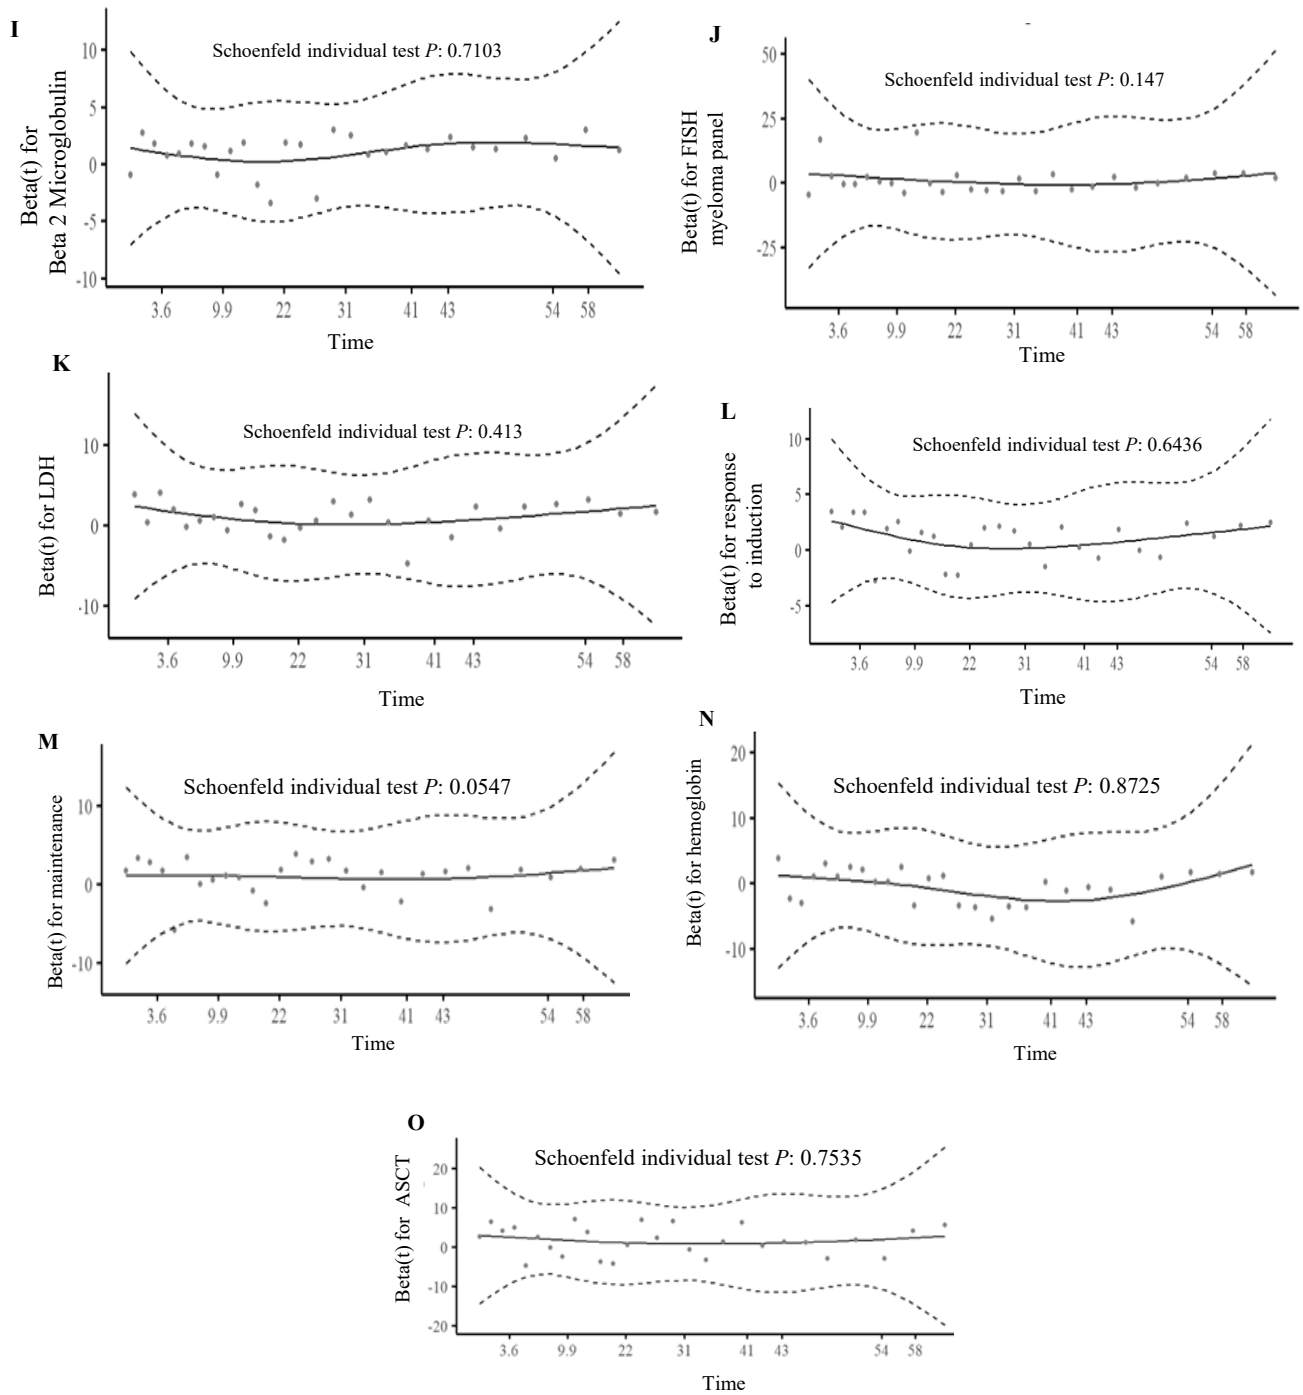 I
Schoenfeld individual test P: 0.7103
Beta(t) for
Beta 2 Microglobulin
10
5
0
-5
-10
3.6 9.9 22 31 41 43 54 58
Time
J
Schoenfeld individual test P: 0.147
Beta(t) for FISH
myeloma panel
50
25
0
-25
3.6 9.9 22 31 41 43 54 58
Time
K
Schoenfeld individual test P: 0.413
Beta(t) for LDH
10
0
-10
3.6 9.9 22 31 41 43 54 58
Time
L
Schoenfeld individual test P: 0.6436
Beta(t) for response
to induction
10
5
0
-5
3.6 9.9 22 31 41 43 54 58
Time
M
Schoenfeld individual test P: 0.0547
Beta(t) for maintenance
10
0
-10
3.6 9.9 22 31 41 43 54 58
Time
N
Schoenfeld individual test P: 0.8725
Beta(t) for hemoglobin
20
10
0
-10
3.6 9.9 22 31 41 43 54 58
Time
O
Schoenfeld individual test P: 0.7535
Beta(t) for ASCT
20
10
0
-10
-20
3.6 9.9 22 31 41 43 54 58
Time